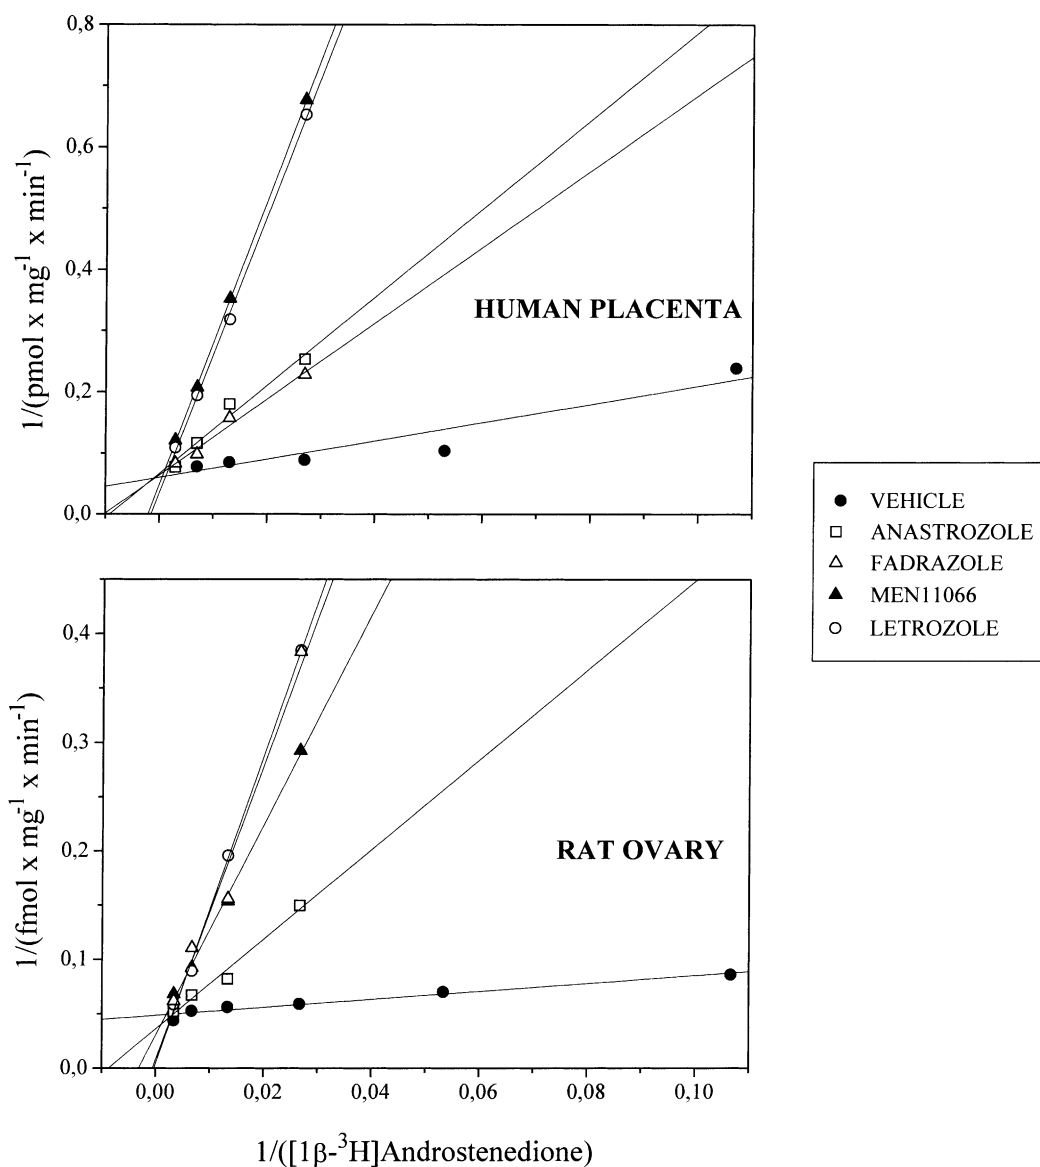 0,8
0,6
0,4
0,2
0,0
1/(pmol x mg⁻¹ x min⁻¹)
HUMAN PLACENTA
VEHICLE
ANASTROZOLE
FADRAZOLE
MEN11066
LETROZOLE
0,4
0,3
0,2
0,1
0,0
1/(fmol x mg⁻¹ x min⁻¹)
RAT OVARY
0,00 0,02 0,04 0,06 0,08 0,10
1/([1β-³H]Androstenedione)